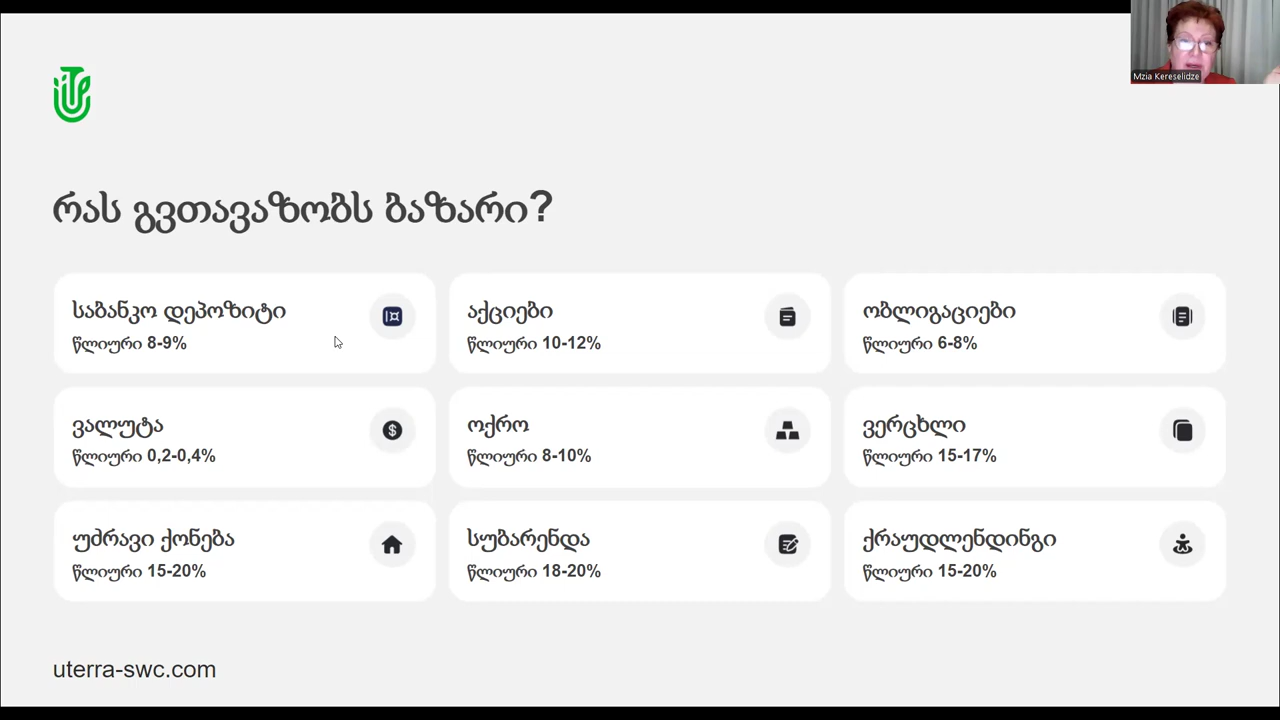 Mzia Kereselidze
რას გვთავაზობს ბაზარი?
საბანკო დეპოზიტი
წლიური 8-9%
აქციები
წლიური 10-12%
ობლიგაციები
წლიური 6-8%
ვალუტა
წლიური 0,2-0,4%
ოქრო
წლიური 8-10%
ვერცხლი
წლიური 15-17%
უძრავი ქონება
წლიური 15-20%
სუბარენდა
წლიური 18-20%
ქრაუდლენდინგი
წლიური 15-20%
uterra-swc.com